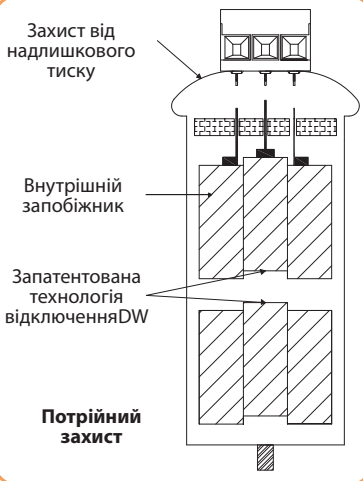 Захист від
надлишкового
тиску
Внутрішній
запобіжник
Запатентована
технологія
відключенняDW
Потрійний
захист